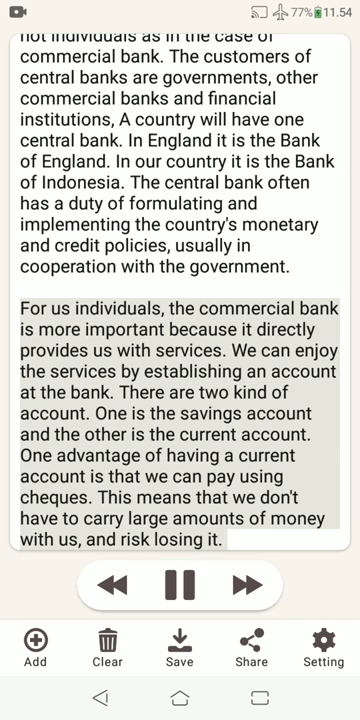 77% 11.54
not individuals as in the case of
commercial bank. The customers of
central banks are governments, other
commercial banks and financial
institutions, A country will have one
central bank. In England it is the Bank
of England. In our country it is the Bank
of Indonesia. The central bank often
has a duty of formulating and
implementing the country's monetary
and credit policies, usually in
cooperation with the government.
For us individuals, the commercial bank
is more important because it directly
provides us with services. We can enjoy
the services by establishing an account
at the bank. There are two kind of
account. One is the savings account
and the other is the current account.
One advantage of having a current
account is that we can pay using
cheques. This means that we don't
have to carry large amounts of money
with us, and risk losing it.
Add Clear Save Share Setting